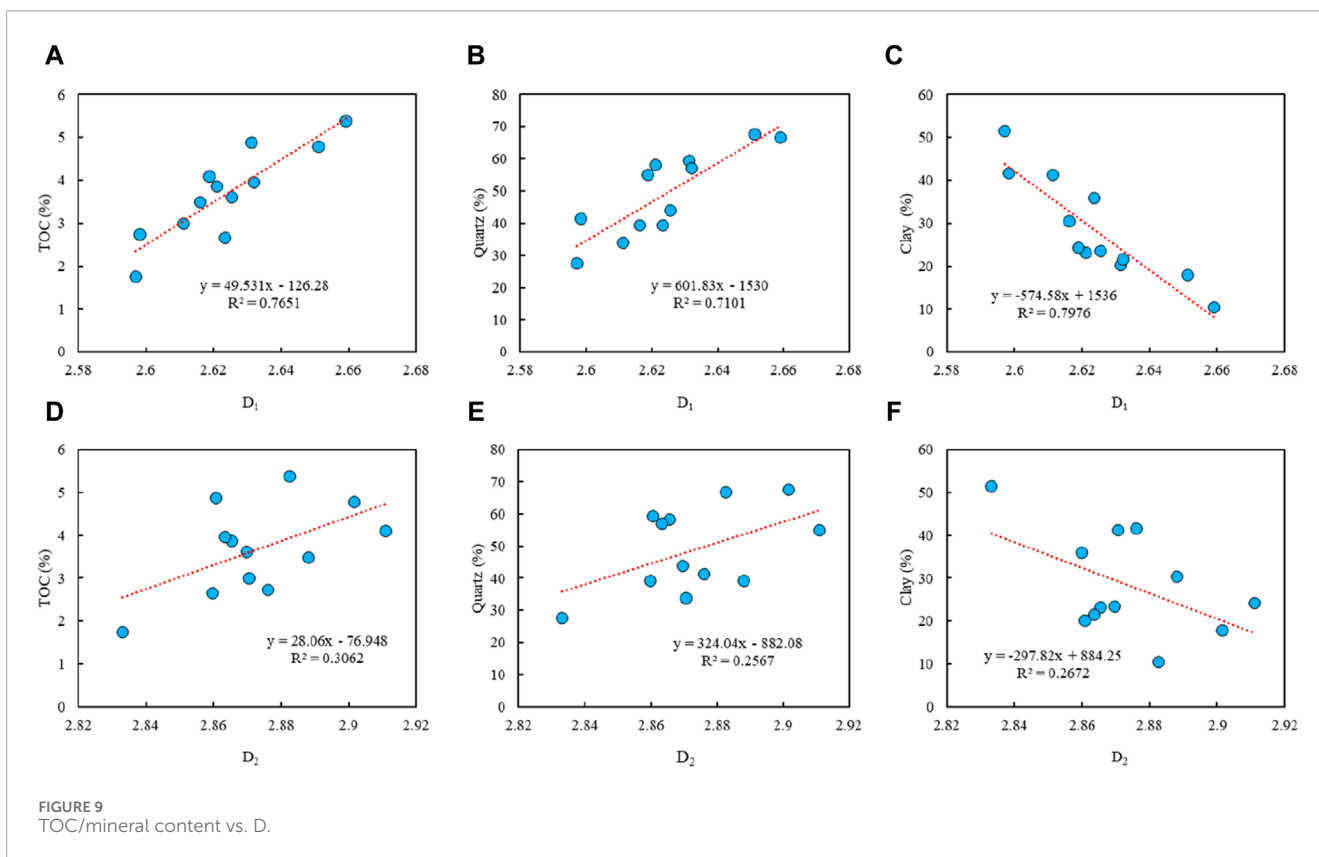 A
6
5
4
3
2
1
0
TOC (%)
y = 49.531x - 126.28
R² = 0.7651
2.58 2.6 2.62 2.64 2.66 2.68
D₁
B
80
70
60
50
40
30
20
10
0
Quartz (%)
y = 601.83x - 1530
R² = 0.7101
2.58 2.6 2.62 2.64 2.66 2.68
D₁
C
60
50
40
30
20
10
0
Clay (%)
y = -574.58x + 1536
R² = 0.7976
2.58 2.6 2.62 2.64 2.66 2.68
D₁
D
6
5
4
3
2
1
0
TOC (%)
y = 28.06x - 76.948
R² = 0.3062
2.82 2.84 2.86 2.88 2.9 2.92
D₂
E
80
70
60
50
40
30
20
10
0
Quartz (%)
y = 324.04x - 882.08
R² = 0.2567
2.82 2.84 2.86 2.88 2.9 2.92
D₂
F
60
50
40
30
20
10
0
Clay (%)
y = -297.82x + 884.25
R² = 0.2672
2.82 2.84 2.86 2.88 2.9 2.92
D₂
FIGURE 9
TOC/mineral content vs. D.